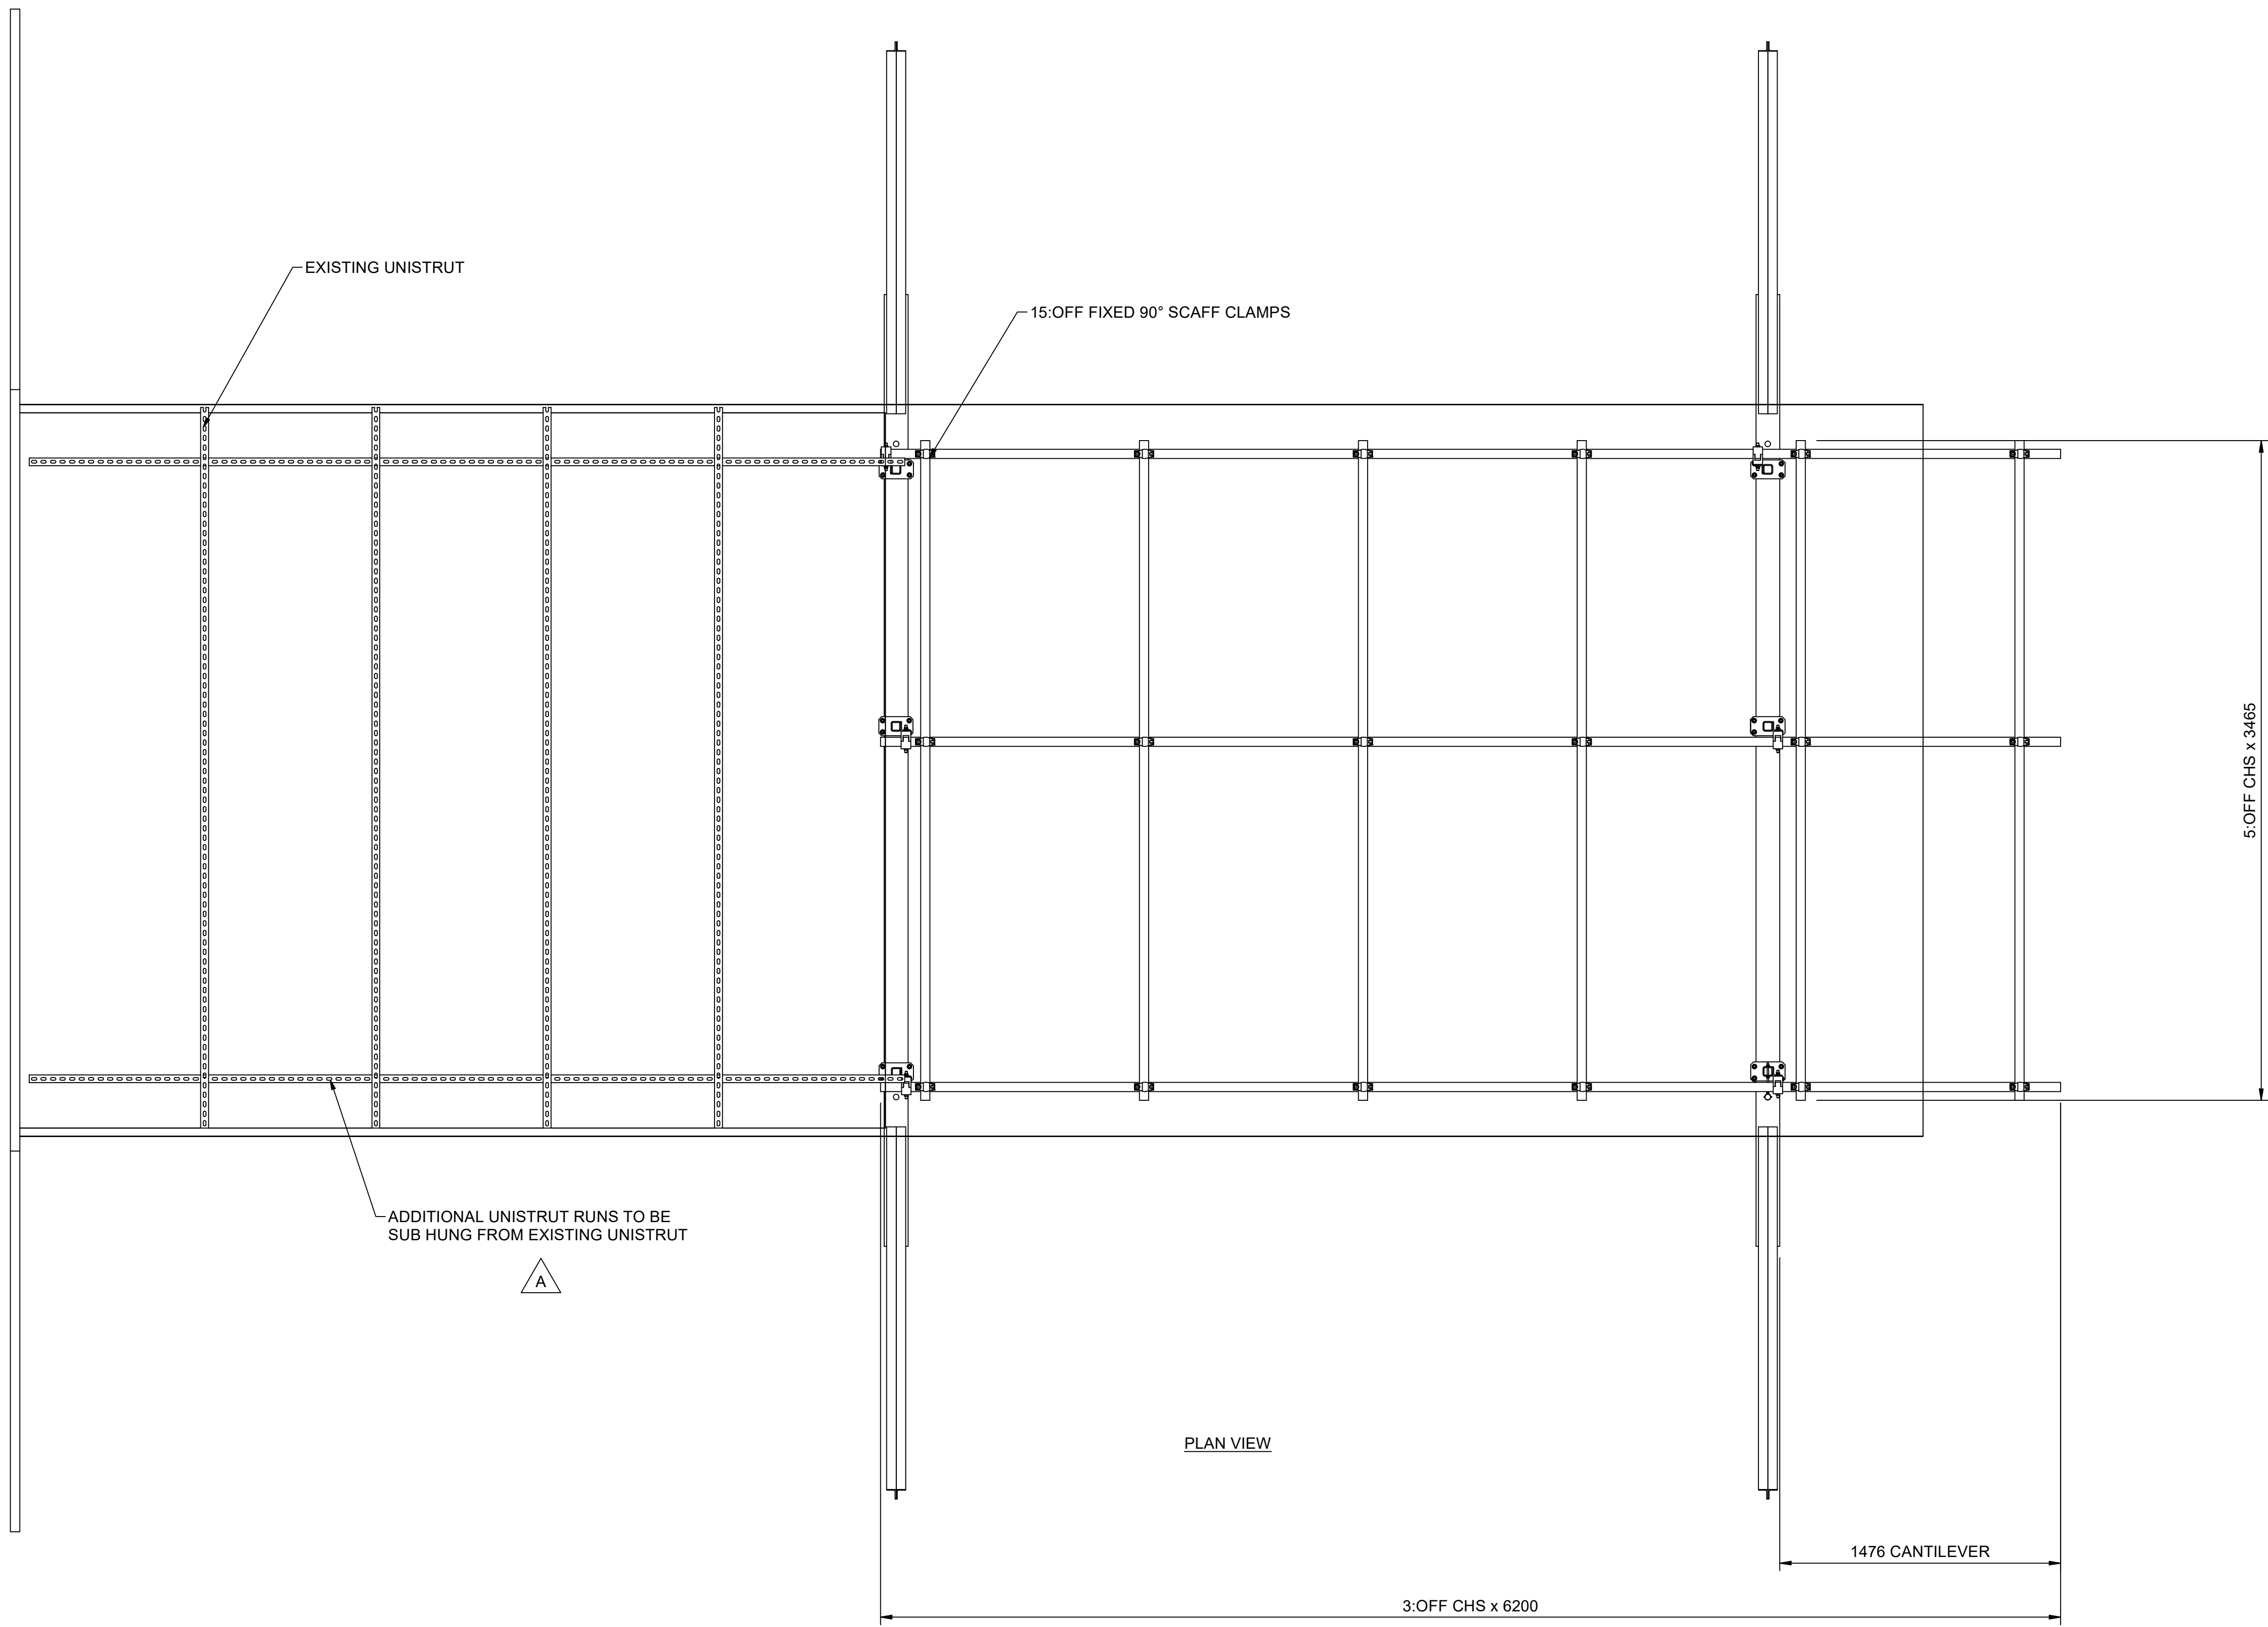 EXISTING UNISTRUT
15:OFF FIXED 90° SCAFF CLAMPS
5:OFF CHS x 3465
ADDITIONAL UNISTRUT RUNS TO BE
SUB HUNG FROM EXISTING UNISTRUT
A
PLAN VIEW
1476 CANTILEVER
3:OFF CHS x 6200